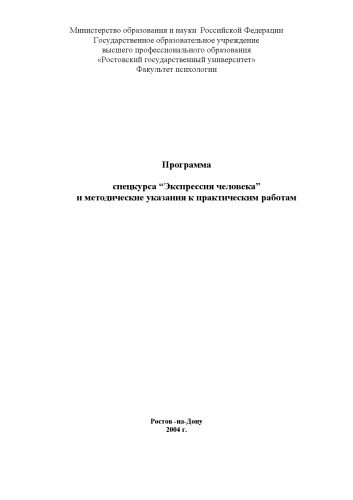 Министерство образования и науки  Российской Федерации
Государственное образовательное учреждение
высшего профессионального образования
«Ростовский государственный университет»
Факультет психологии
Программа
спецкурса “Экспрессия человека”
и методические указания к практическим работам
Ростов -на-Дону
2004 г.